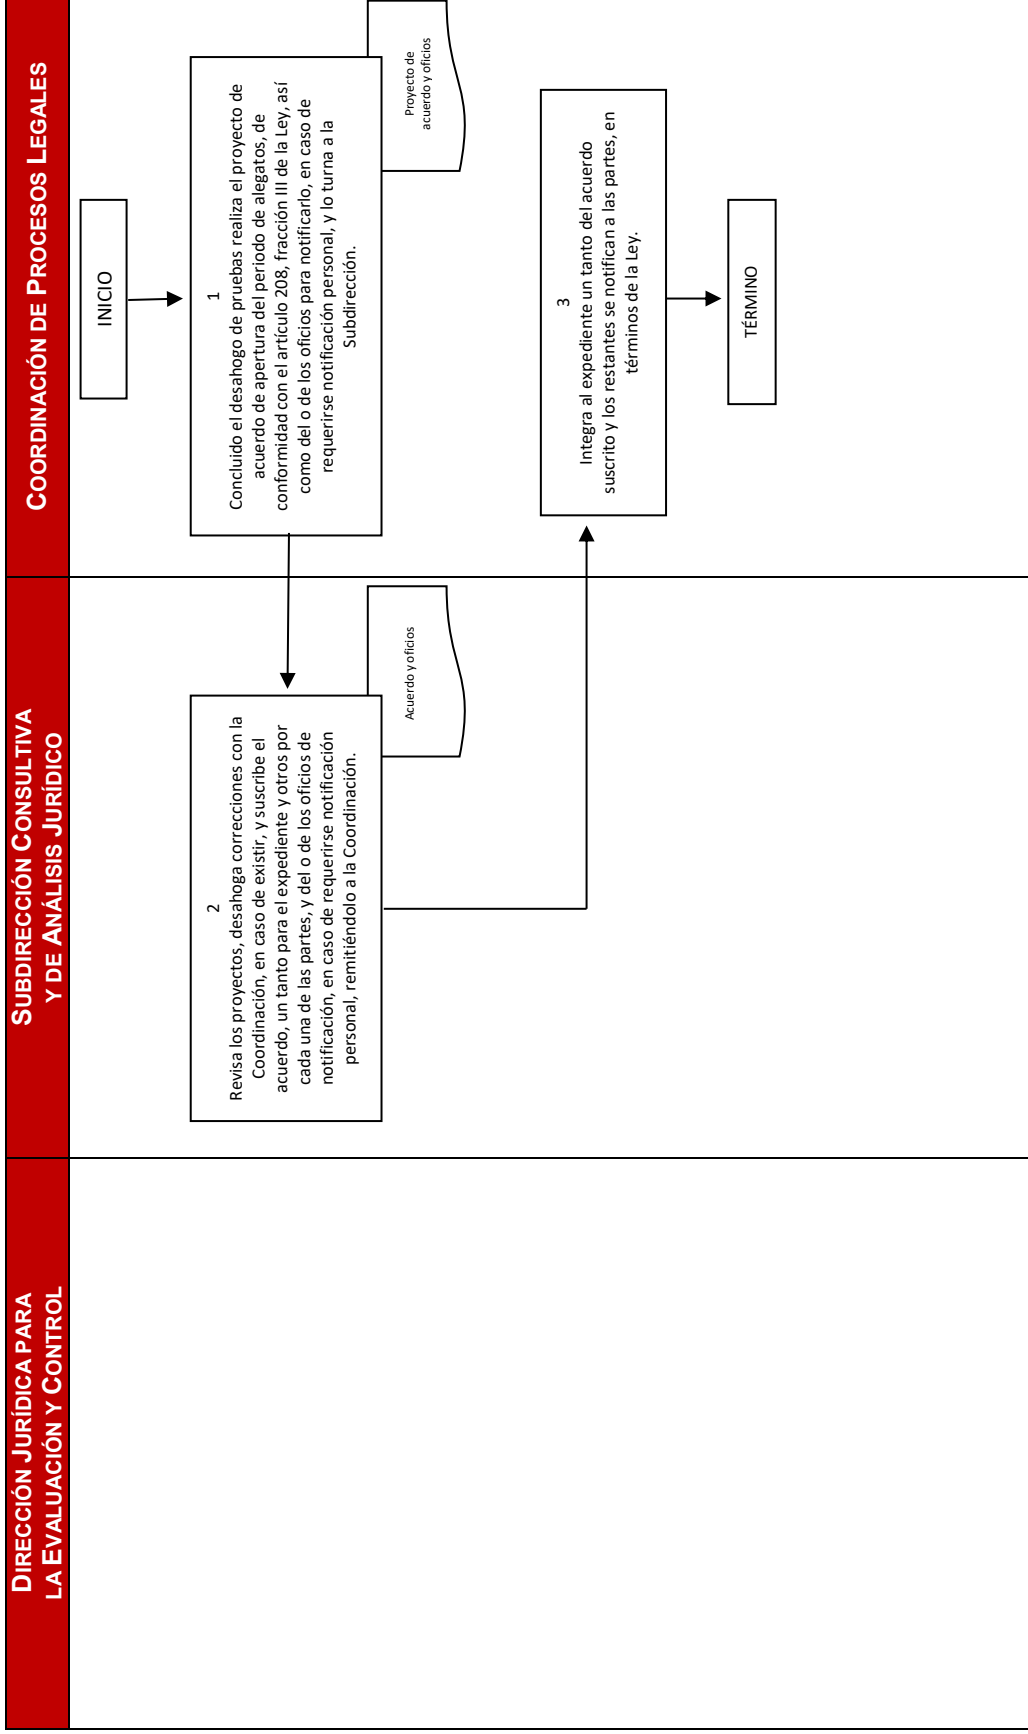 DIRECCIÓN JURÍDICA PARA
LA EVALUACIÓN Y CONTROL
SUBDIRECCIÓN CONSULTIVA
Y DE ANÁLISIS JURÍDICO
COORDINACIÓN DE PROCESOS LEGALES
INICIO
1
Concluido el desahogo de pruebas realiza el proyecto de
acuerdo de apertura del periodo de alegatos, de
conformidad con el artículo 208, fracción III de la Ley, así
como del o de los oficios para notificarlo, en caso de
requerirse notificación personal, y lo turna a la
Subdirección.
Proyecto de
acuerdo y oficios
2
Revisa los proyectos, desahoga correcciones con la
Coordinación, en caso de existir, y suscribe el
acuerdo, un tanto para el expediente y otros por
cada una de las partes, y del o de los oficios de
notificación, en caso de requerirse notificación
personal, remitiéndolo a la Coordinación.
Acuerdo y oficios
3
Integra al expediente un tanto del acuerdo
suscrito y los restantes se notifican a las partes, en
términos de la Ley.
TÉRMINO